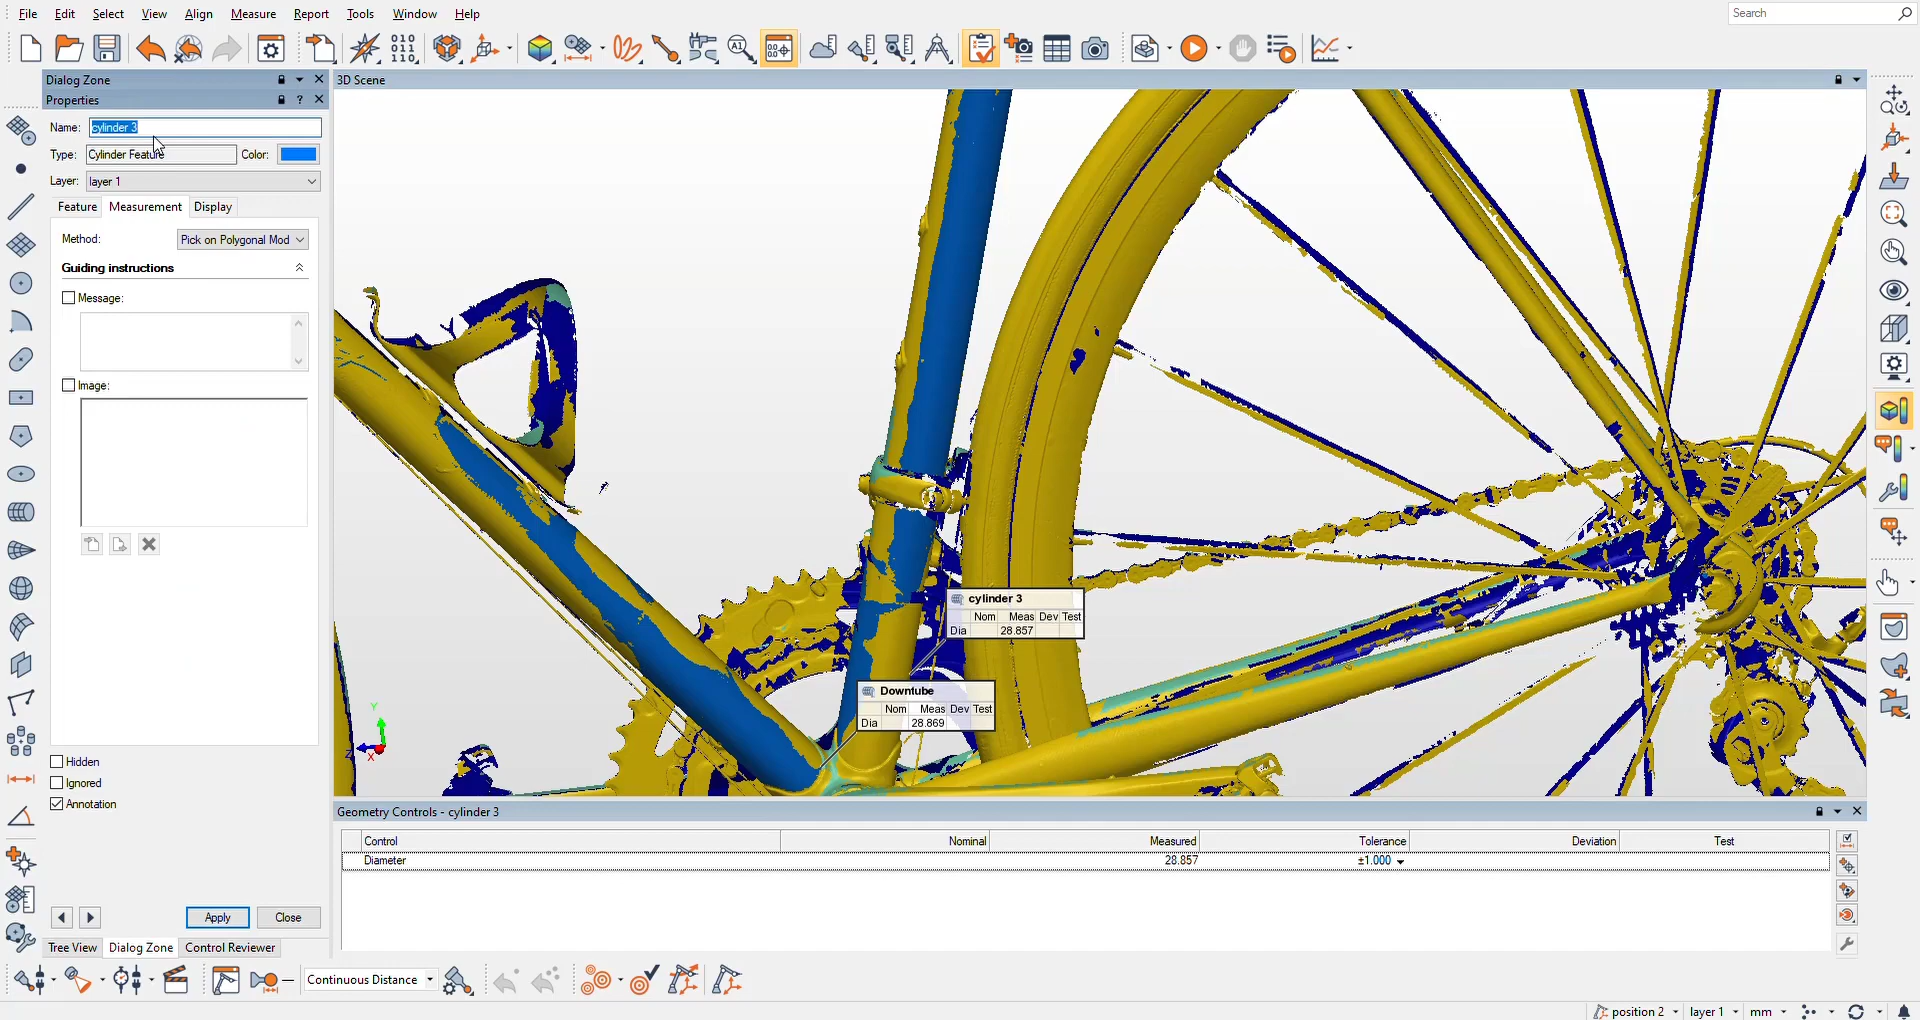 File Edit Select View Align Measure Report Tools Window Help
Search
Dialog Zone
3D Scene
Properties
Name: cylinder 3
Type: Cylinder Feature Color:
Layer: layer 1
Feature Measurement Display
Method: Pick on Polygonal Mod
Guiding instructions
Message:
Image:
cylinder 3
Nom Meas Dev Test
Dia 28.857
Downtube
Nom Meas Dev Test
Dia 28.869
Y
Z
X
Hidden
Ignored
Annotation
Geometry Controls - cylinder 3
Control Nominal Measured Tolerance Deviation Test
Diameter 28.857 ±1.000
Apply Close
Tree View Dialog Zone Control Reviewer
Continuous Distance
position 2 layer 1 mm